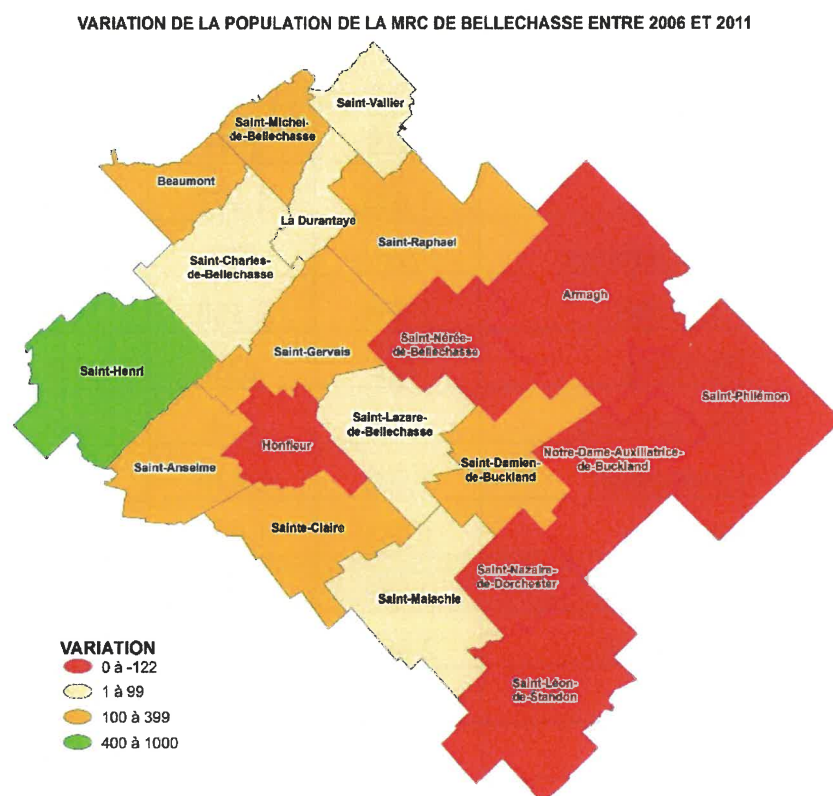 VARIATION DE LA POPULATION DE LA MRC DE BELLECHASSE ENTRE 2006 ET 2011
Saint-Vallier
Saint-Michel-
de-Bellechasse
Beaumont
La Durantaye
Saint-Raphael
Saint-Charles-
de-Bellechasse
Armagh
Saint-Nérée-
de-Bellechasse
Saint-Gervais
Saint-Henri
Saint-Philémon
Saint-Lazare-
de-Bellechasse
Honfleur
Saint-Anselme
Saint-Damien-
de-Buckland
Notre-Dame-Auxiliatrice-
de-Buckland
Sainte-Claire
Saint-Nazaire-
de-Dorchester
Saint-Malachie
Saint-Léon-
de-Standon
VARIATION
0 à -122
1 à 99
100 à 399
400 à 1000